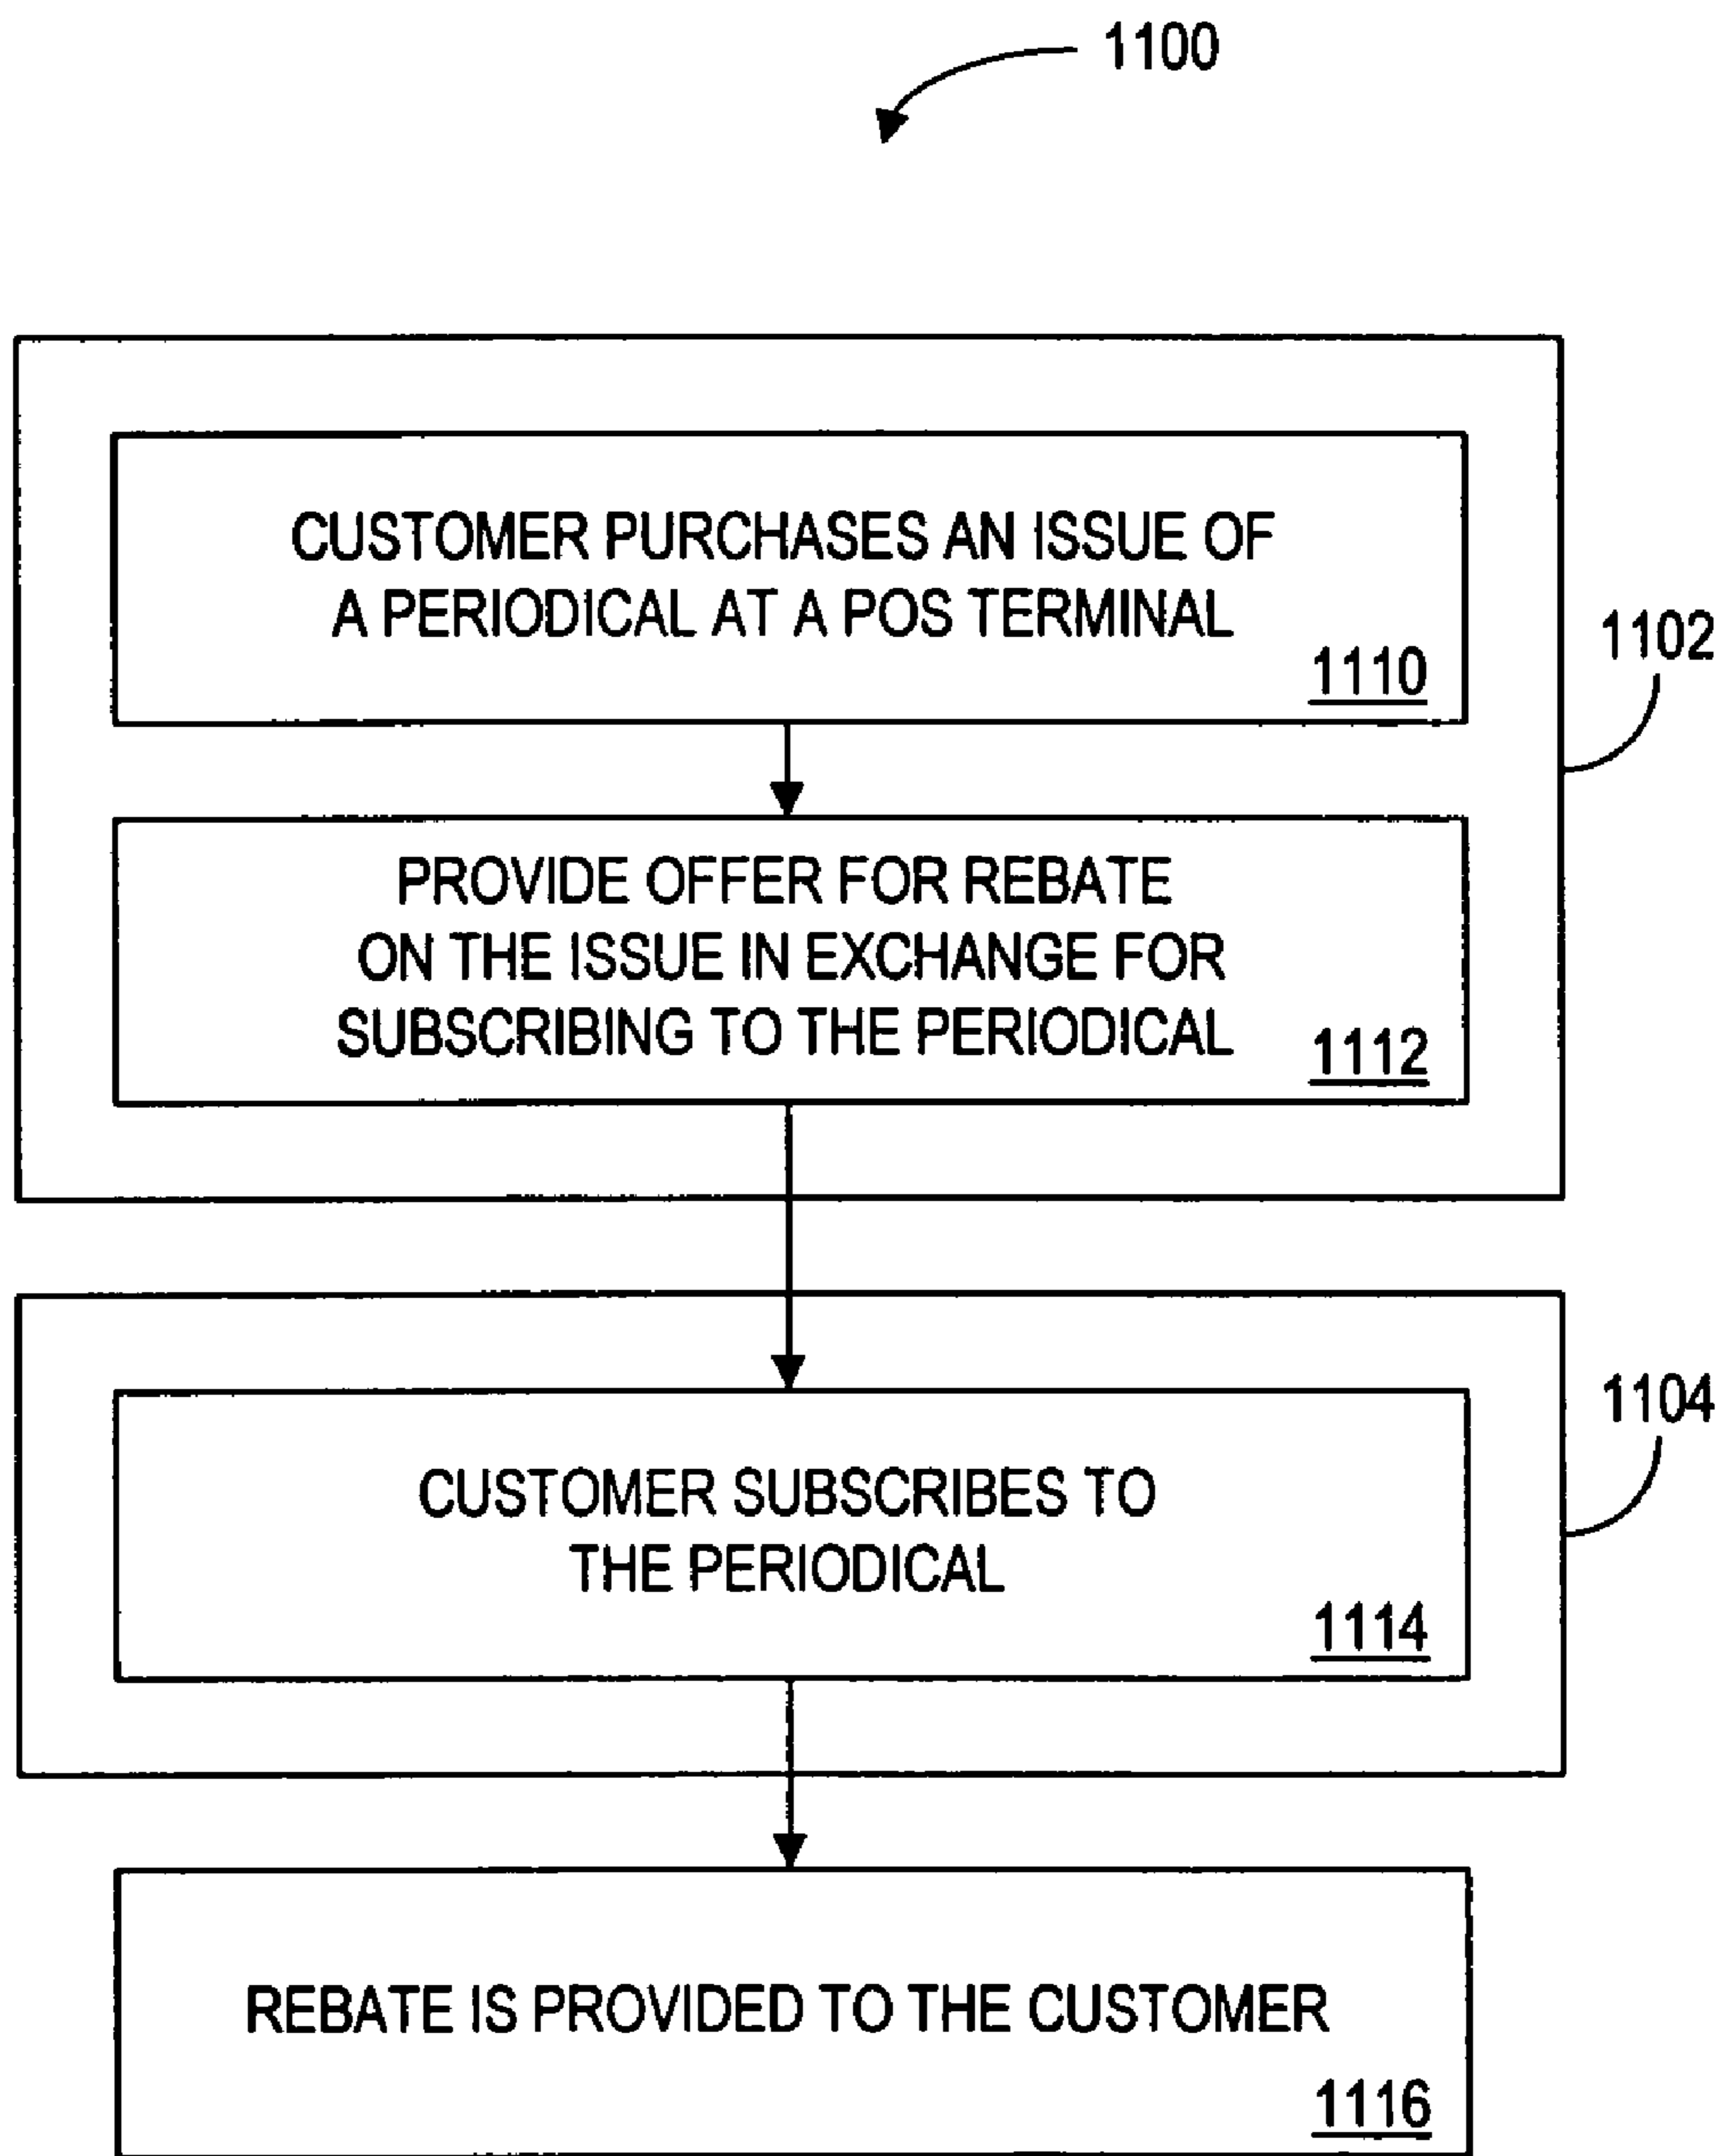 1100
CUSTOMER PURCHASES AN ISSUE OF
A PERIODICAL AT A POS TERMINAL
1110
1102
PROVIDE OFFER FOR REBATE
ON THE ISSUE IN EXCHANGE FOR
SUBSCRIBING TO THE PERIODICAL
1112
1104
CUSTOMER SUBSCRIBES TO
THE PERIODICAL
1114
REBATE IS PROVIDED TO THE CUSTOMER
1116